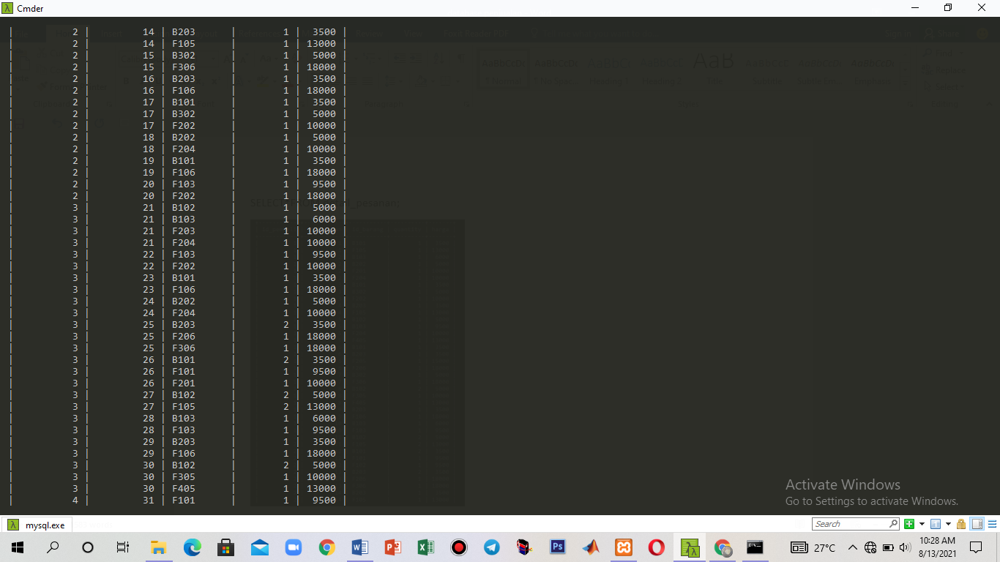 Cmder
| 2 | 14 | B203 | 1 | 3500 |
| 2 | 14 | F105 | 1 | 13000 |
| 2 | 15 | B302 | 1 | 5000 |
| 2 | 15 | F306 | 1 | 18000 |
| 2 | 16 | B203 | 1 | 3500 |
| 2 | 16 | F106 | 1 | 18000 |
| 2 | 17 | B101 | 1 | 3500 |
| 2 | 17 | B302 | 1 | 5000 |
| 2 | 17 | F202 | 1 | 10000 |
| 2 | 18 | B202 | 1 | 5000 |
| 2 | 18 | F204 | 1 | 10000 |
| 2 | 19 | B101 | 1 | 3500 |
| 2 | 19 | F106 | 1 | 18000 |
| 2 | 20 | F103 | 1 | 9500 |
| 2 | 20 | F202 | 1 | 18000 |
| 3 | 21 | B102 | 1 | 5000 |
| 3 | 21 | B103 | 1 | 6000 |
| 3 | 21 | F203 | 1 | 10000 |
| 3 | 21 | F204 | 1 | 10000 |
| 3 | 22 | F103 | 1 | 9500 |
| 3 | 22 | F202 | 1 | 10000 |
| 3 | 23 | B101 | 1 | 3500 |
| 3 | 23 | F106 | 1 | 18000 |
| 3 | 24 | B202 | 1 | 5000 |
| 3 | 24 | F204 | 1 | 10000 |
| 3 | 25 | B203 | 2 | 3500 |
| 3 | 25 | F206 | 1 | 18000 |
| 3 | 25 | F306 | 1 | 18000 |
| 3 | 26 | B101 | 2 | 3500 |
| 3 | 26 | F101 | 1 | 9500 |
| 3 | 26 | F201 | 1 | 10000 |
| 3 | 27 | B102 | 2 | 5000 |
| 3 | 27 | F105 | 2 | 13000 |
| 3 | 28 | B103 | 1 | 6000 |
| 3 | 28 | F103 | 1 | 9500 |
| 3 | 29 | B203 | 1 | 3500 |
| 3 | 29 | F106 | 1 | 18000 |
| 3 | 30 | B102 | 2 | 5000 |
| 3 | 30 | F305 | 1 | 10000 |
| 3 | 30 | F405 | 1 | 13000 |
| 4 | 31 | F101 | 1 | 9500 |
Activate Windows
Go to Settings to activate Windows.
mysql.exe
Search
27°C
10:28 AM
8/13/2021